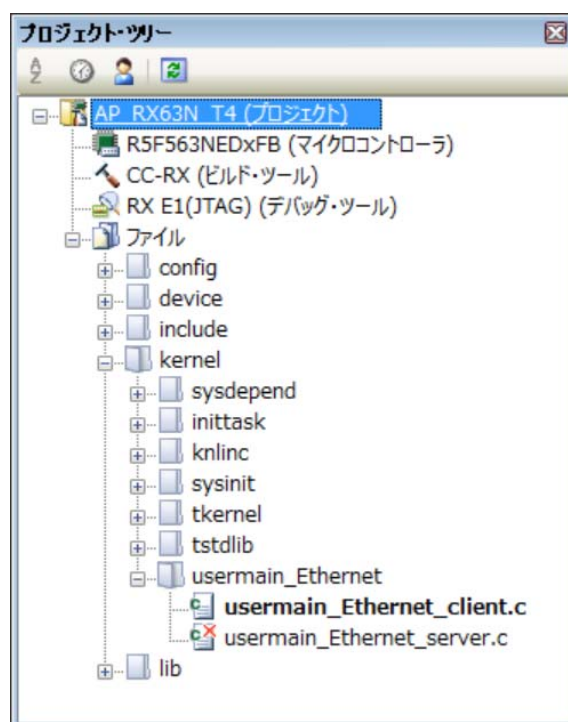 プロジェクト・ツリー
AP_RX63N_T4 (プロジェクト)
R5F563NEDxFB (マイクロコントローラ)
CC-RX (ビルド・ツール)
RX E1(JTAG) (デバッグ・ツール)
ファイル
config
device
include
kernel
sysdepend
inittask
knlinc
sysinit
tkernel
tstdlib
usermain_Ethernet
usermain_Ethernet_client.c
usermain_Ethernet_server.c
lib